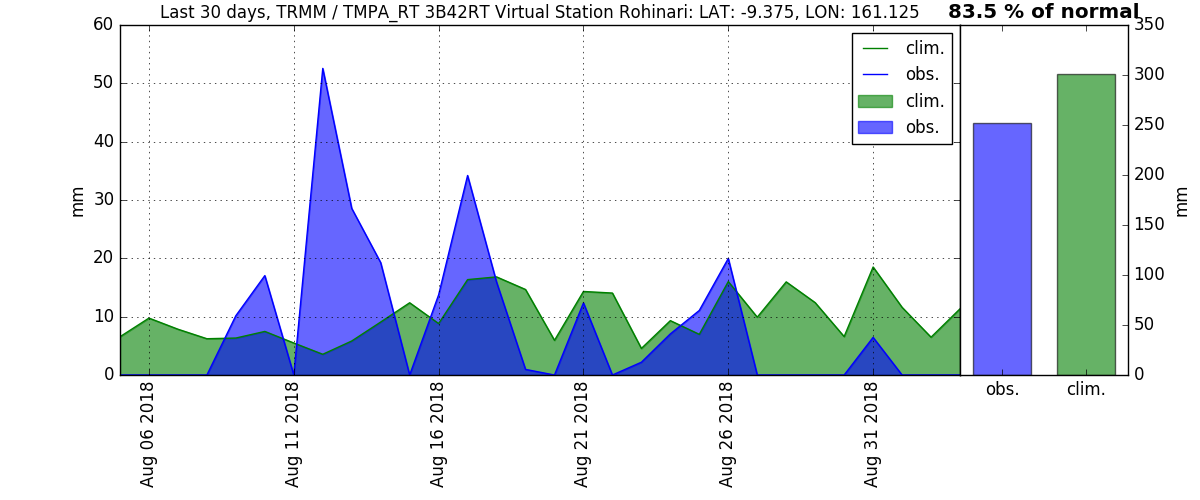 Last 30 days, TRMM / TMPA_RT 3B42RT Virtual Station Rohinari: LAT: -9.375, LON: 161.125
83.5 % of normal
60
50
40
30
20
10
0
mm
clim.
obs.
clim.
obs.
Aug 06 2018
Aug 11 2018
Aug 16 2018
Aug 21 2018
Aug 26 2018
Aug 31 2018
350
300
250
200
150
100
50
0
mm
obs.
clim.